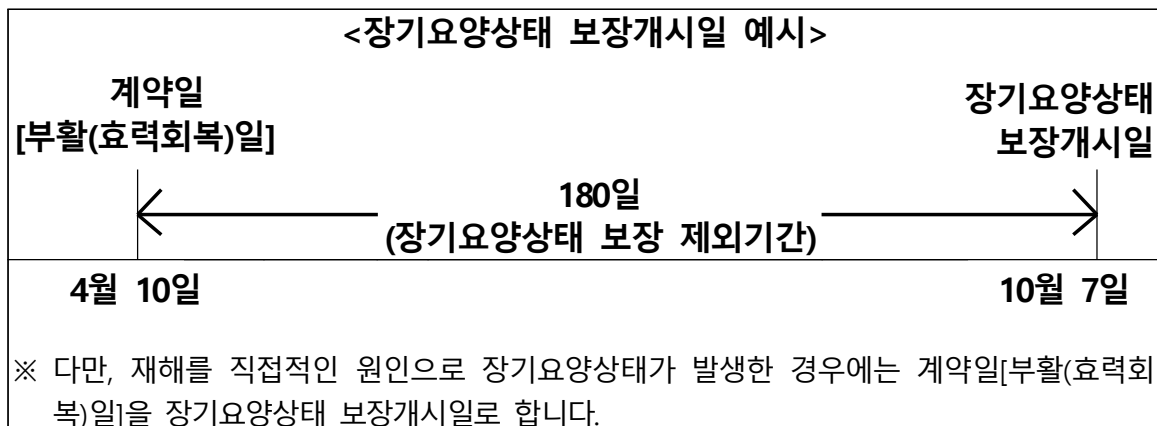 <장기요양상태 보장개시일 예시>
계약일
[부활(효력회복)일]
장기요양상태
보장개시일
180일
(장기요양상태 보장 제외기간)
4월 10일
10월 7일
※ 다만, 재해를 직접적인 원인으로 장기요양상태가 발생한 경우에는 계약일[부활(효력회
복)일]을 장기요양상태 보장개시일로 합니다.